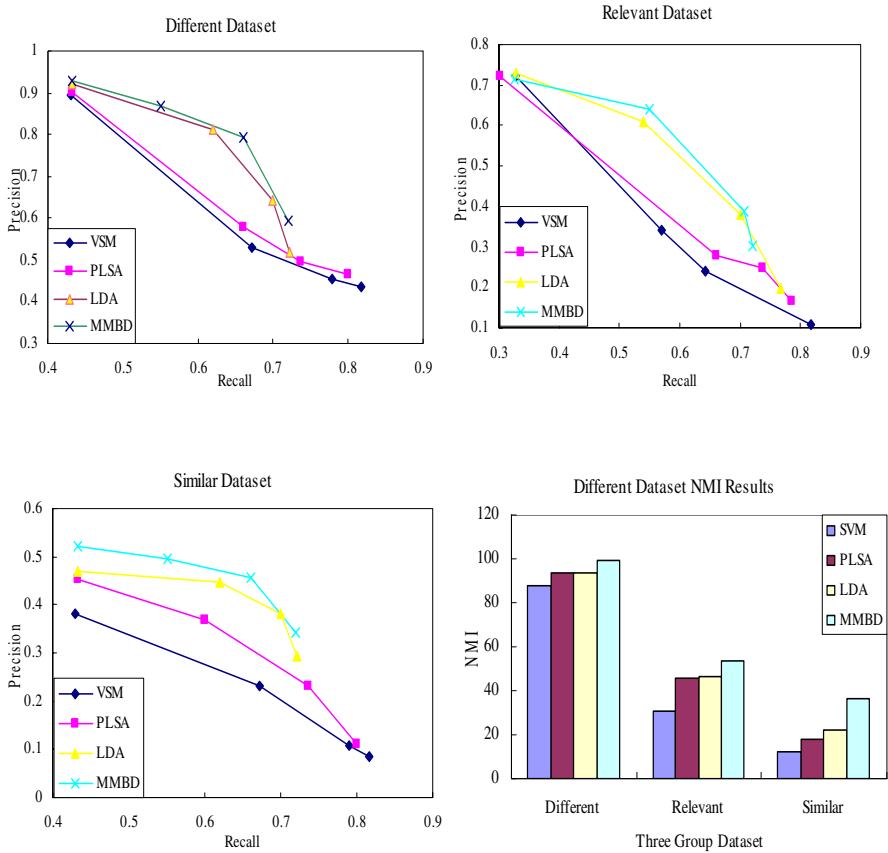 Different Dataset
1
0.9
0.8
0.7
0.6
0.5
0.4
0.3
Precision
VSM
PLSA
LDA
MMBD
0.4 0.5 0.6 0.7 0.8 0.9
Recall
Relevant Dataset
0.8
0.7
0.6
0.5
0.4
0.3
0.2
0.1
Precision
VSM
PLSA
LDA
MMBD
0.3 0.4 0.5 0.6 0.7 0.8 0.9
Recall
Similar Dataset
0.6
0.5
0.4
0.3
0.2
0.1
0
Precision
VSM
PLSA
LDA
MMBD
0.4 0.5 0.6 0.7 0.8 0.9
Recall
Different Dataset NMI Results
120
100
80
60
40
20
0
NMI
SVM
PLSA
LDA
MMBD
Different Relevant Similar
Three Group Dataset